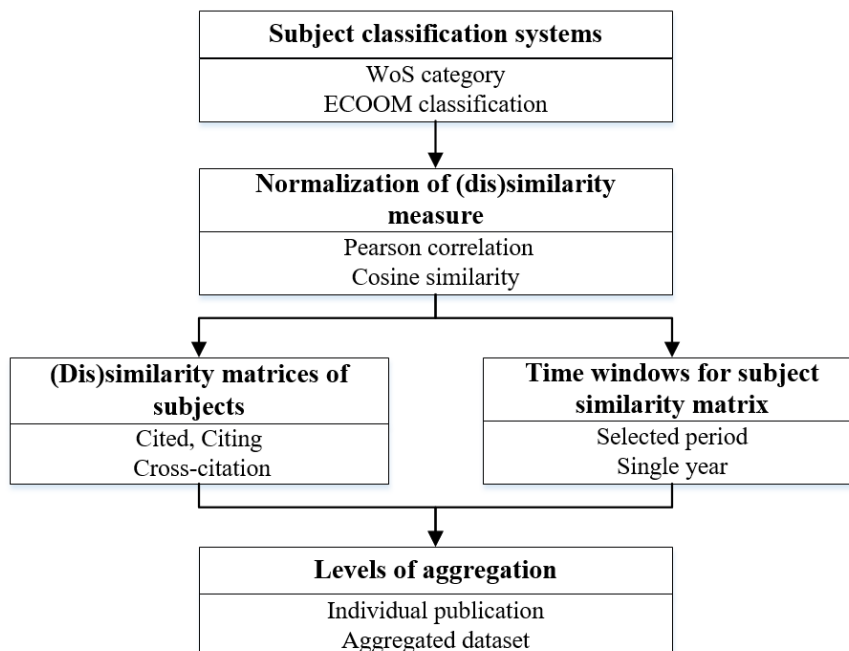 Subject classification systems
WoS category
ECOOM classification
Normalization of (dis)similarity
measure
Pearson correlation
Cosine similarity
(Dis)similarity matrices of
subjects
Cited, Citing
Cross-citation
Time windows for subject
similarity matrix
Selected period
Single year
Levels of aggregation
Individual publication
Aggregated dataset